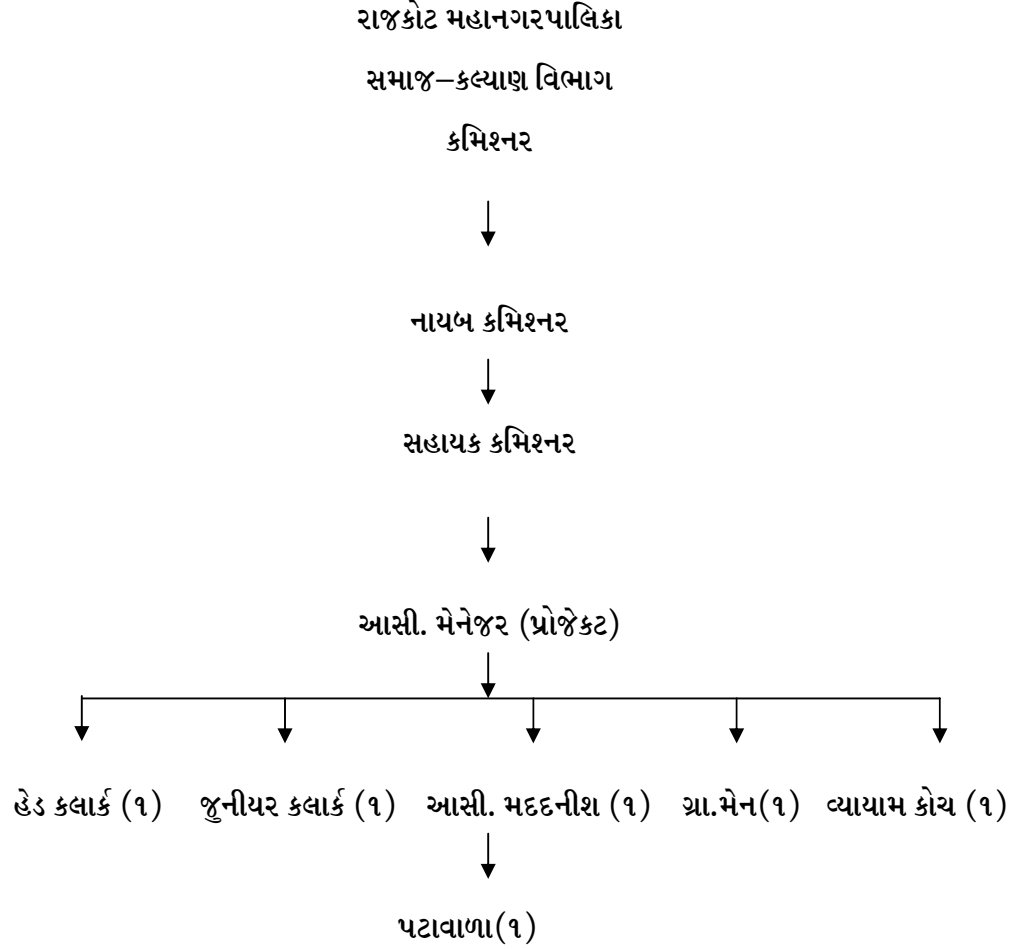 રાજકોટ મહાનગરપાલિકા
સમાજ–કલ્યાણ વિભાગ
કમિશ્નર
નાયબ કમિશ્નર
સહાયક કમિશ્નર
આસી. મેનેજર (પ્રોજેકટ)
હેડ કલાર્ક (૧) જુનીયર કલાર્ક (૧) આસી. મદદનીશ (૧) ગ્રા.મેન(૧) વ્યાયામ કોચ (૧)
પટાવાળા(૧)